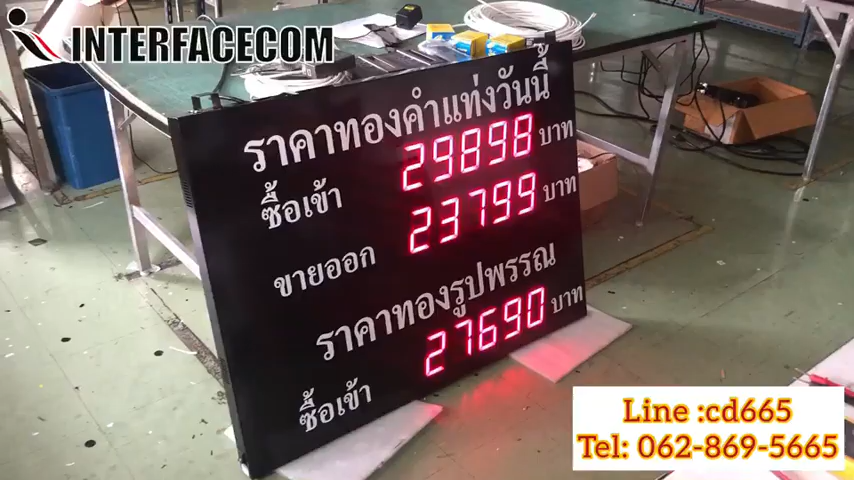 INTERFACECOM
ราคาทองคำแท่งวันนี้
ซื้อเข้า 29898 บาท
ขายออก 23799 บาท
ราคาทองรูปพรรณ
ซื้อเข้า 27690 บาท
Line :cd665
Tel: 062-869-5665